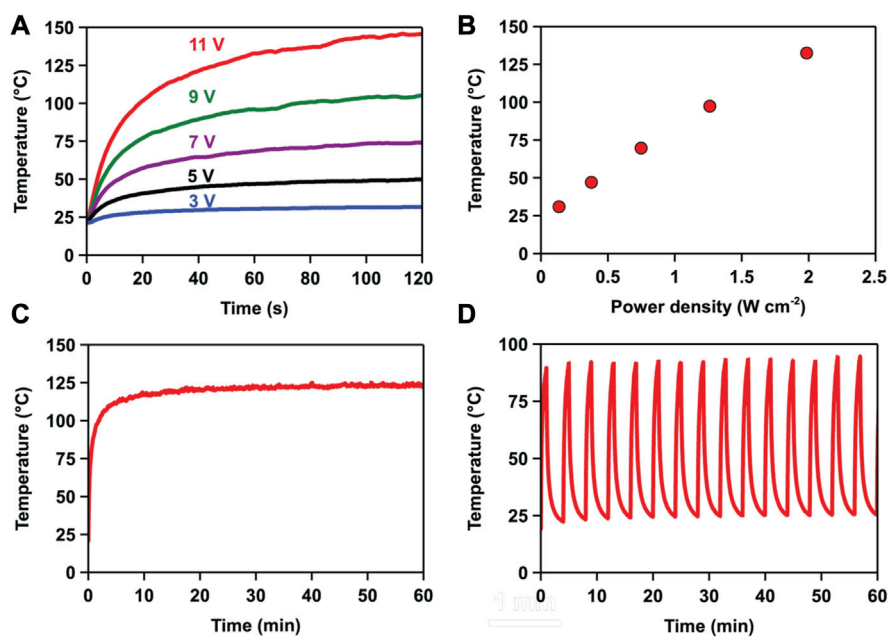 A
150
125
100
75
50
25
0
Temperature (°C)
11 V
9 V
7 V
5 V
3 V
0 20 40 60 80 100 120
Time (s)
B
150
125
100
75
50
25
0
Temperature (°C)
0 0.5 1 1.5 2 2.5
Power density (W cm⁻²)
C
150
125
100
75
50
25
0
Temperature (°C)
0 10 20 30 40 50 60
Time (min)
D
100
75
50
25
0
Temperature (°C)
0 10 20 30 40 50 60
1 min
Time (min)